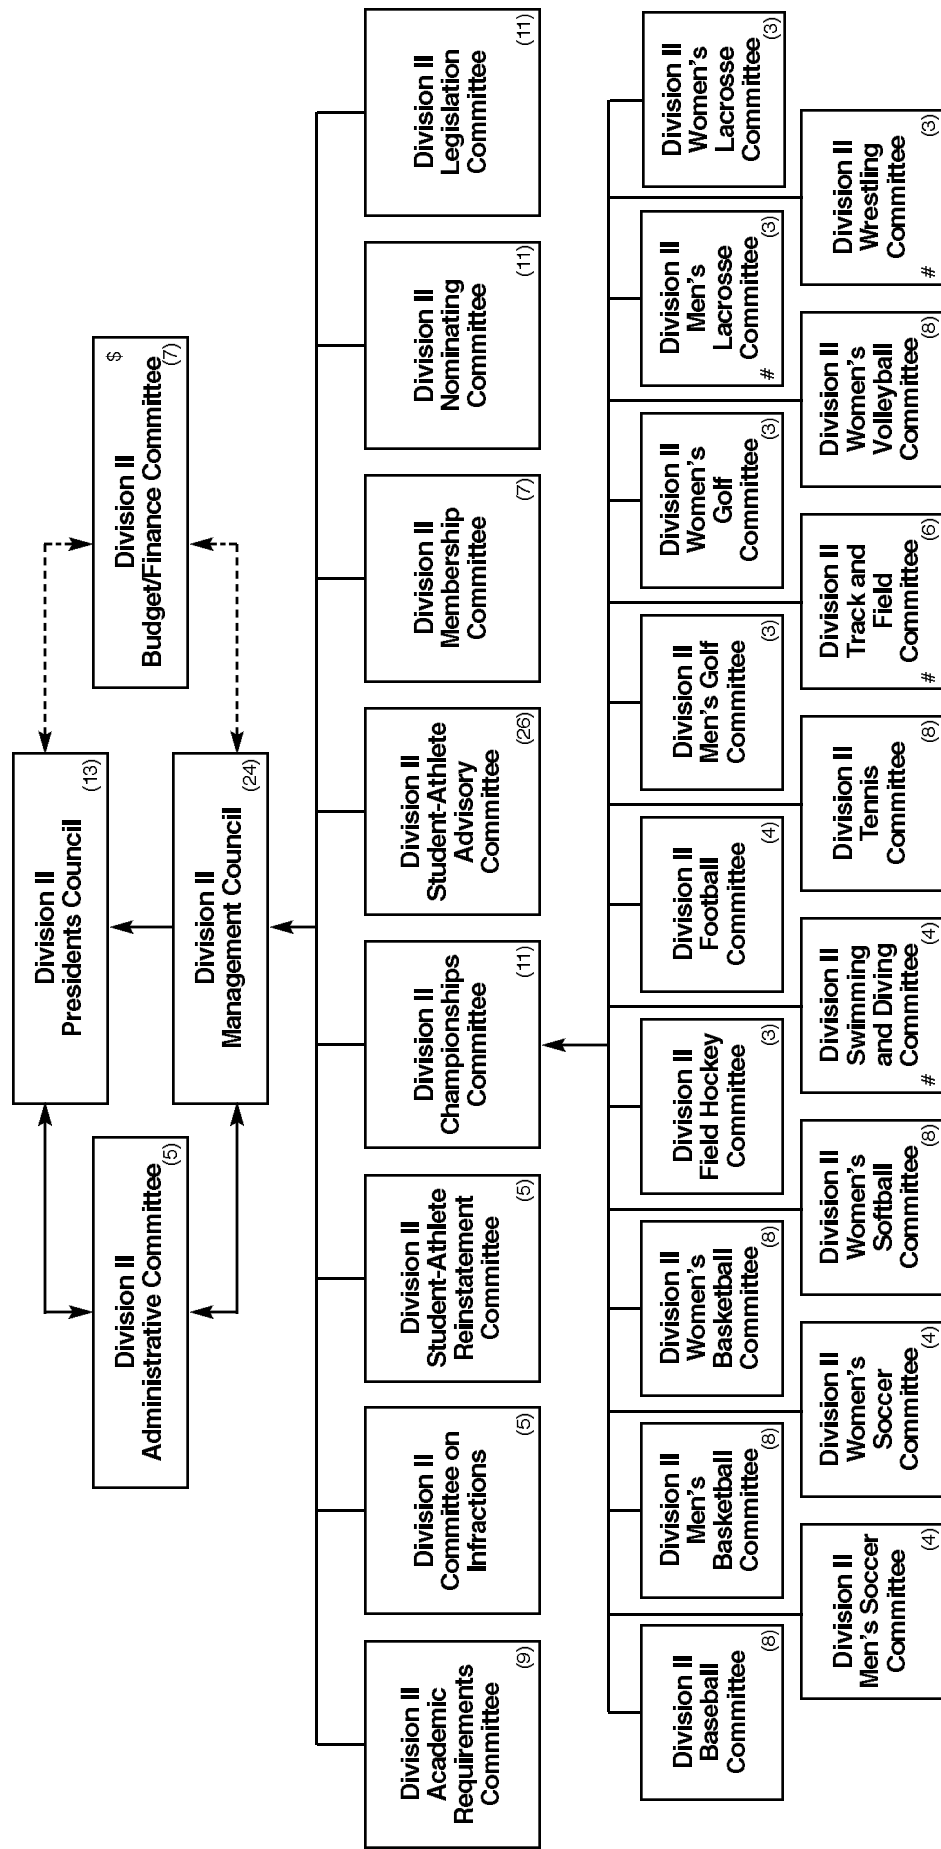 Division II
Presidents Council
(13)
Division II
Administrative Committee
(5)
Division II
Management Council
(24)
$
Division II
Budget/Finance Committee
(7)
Division II
Academic
Requirements
Committee
(9)
Division II
Committee on
Infractions
(5)
Division II
Student-Athlete
Reinstatement
Committee
(5)
Division II
Championships
Committee
(11)
Division II
Student-Athlete
Advisory
Committee
(26)
Division II
Membership
Committee
(7)
Division II
Nominating
Committee
(11)
Division II
Legislation
Committee
(11)
Division II
Baseball
Committee
(8)
Division II
Men's
Basketball
Committee
(8)
Division II
Women's
Basketball
Committee
(8)
Division II
Field Hockey
Committee
(3)
Division II
Football
Committee
(4)
Division II
Men's Golf
Committee
(3)
Division II
Women's
Golf
Committee
(3)
Division II
Men's
Lacrosse
Committee
# (3)
Division II
Women's
Lacrosse
Committee
(3)
Division II
Men's Soccer
Committee
(4)
Division II
Women's
Soccer
Committee
(4)
Division II
Women's
Softball
Committee
(8)
Division II
Swimming
and Diving
Committee
# (4)
Division II
Tennis
Committee
(8)
Division II
Track and
Field
Committee
# (6)
Division II
Women's
Volleyball
Committee
(8)
Division II
Wrestling
Committee
# (3)